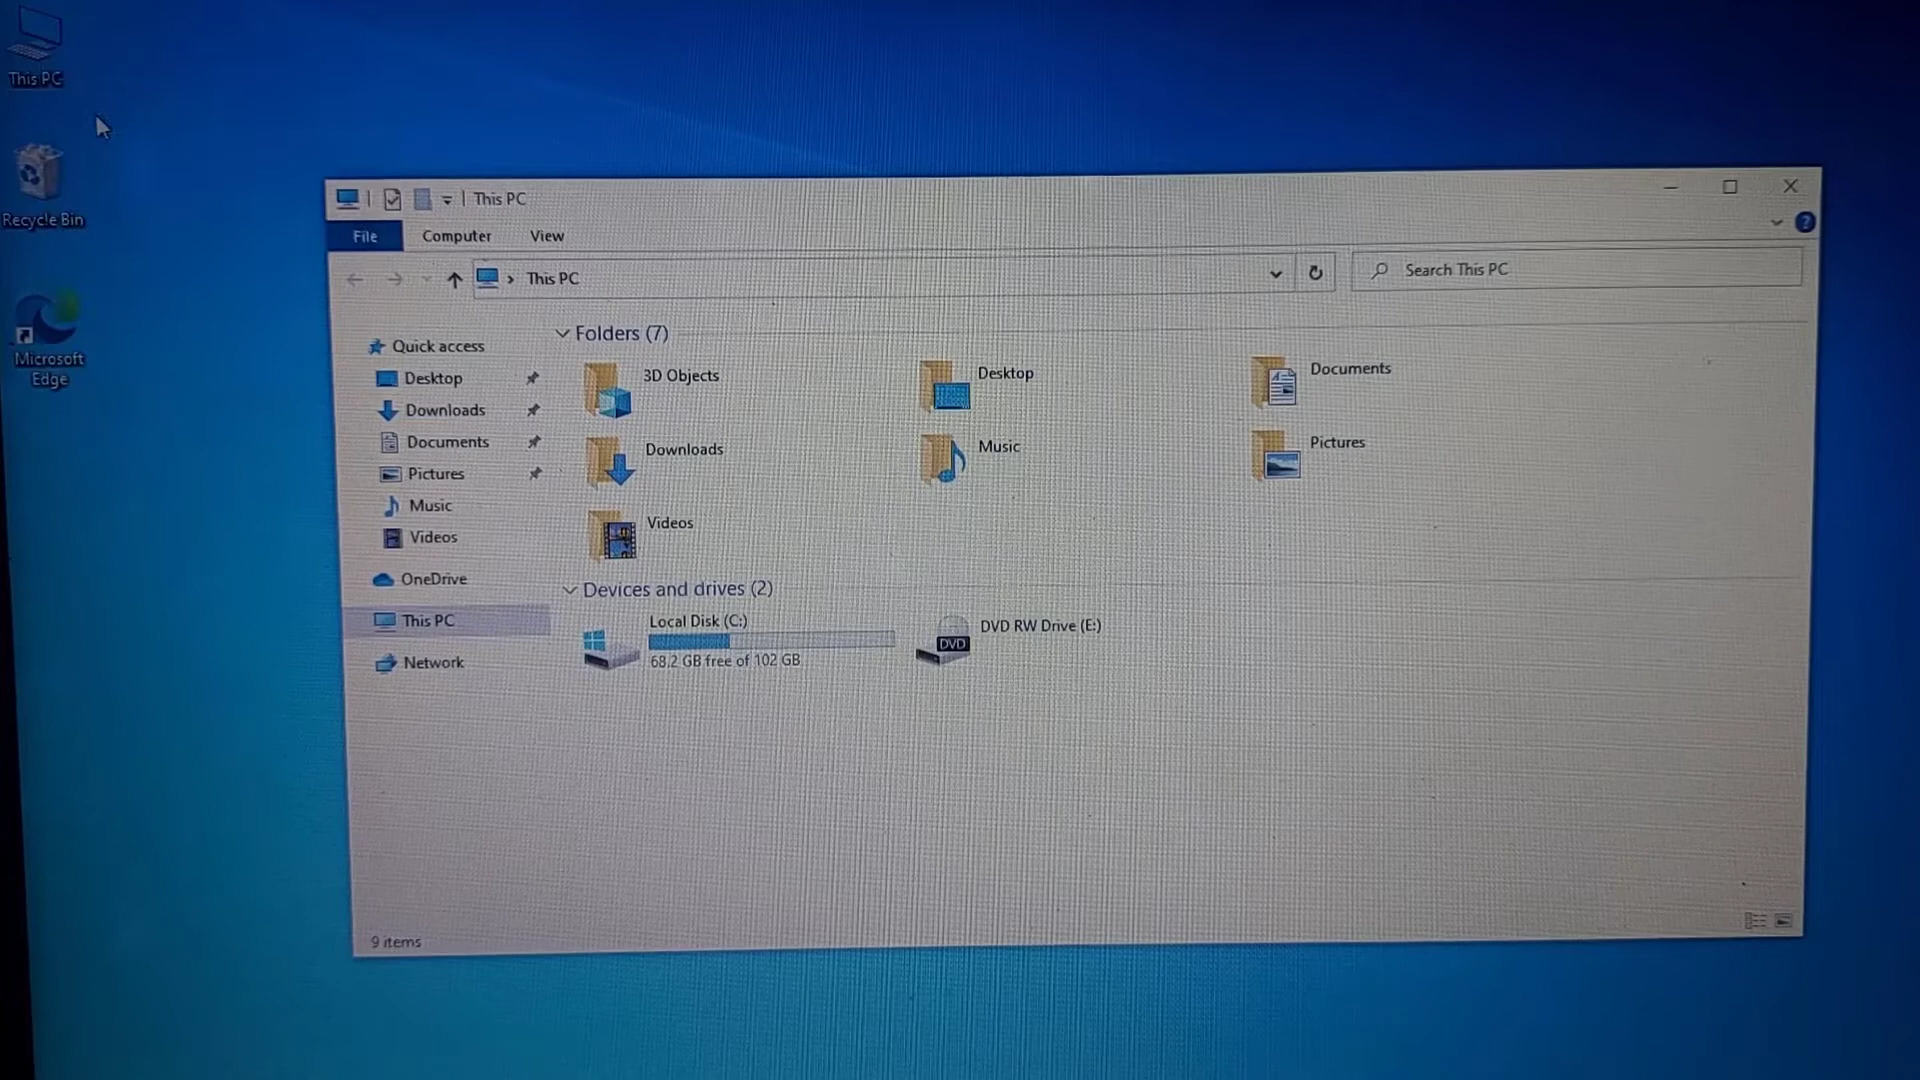 This PC
Recycle Bin
Microsoft
Edge
This PC
File
Computer
View
This PC
Search This PC
Quick access
Desktop
Downloads
Documents
Pictures
Music
Videos
OneDrive
This PC
Network
Folders (7)
3D Objects
Desktop
Documents
Downloads
Music
Pictures
Videos
Devices and drives (2)
Local Disk (C:)
68.2 GB free of 102 GB
DVD
DVD RW Drive (E:)
9 items